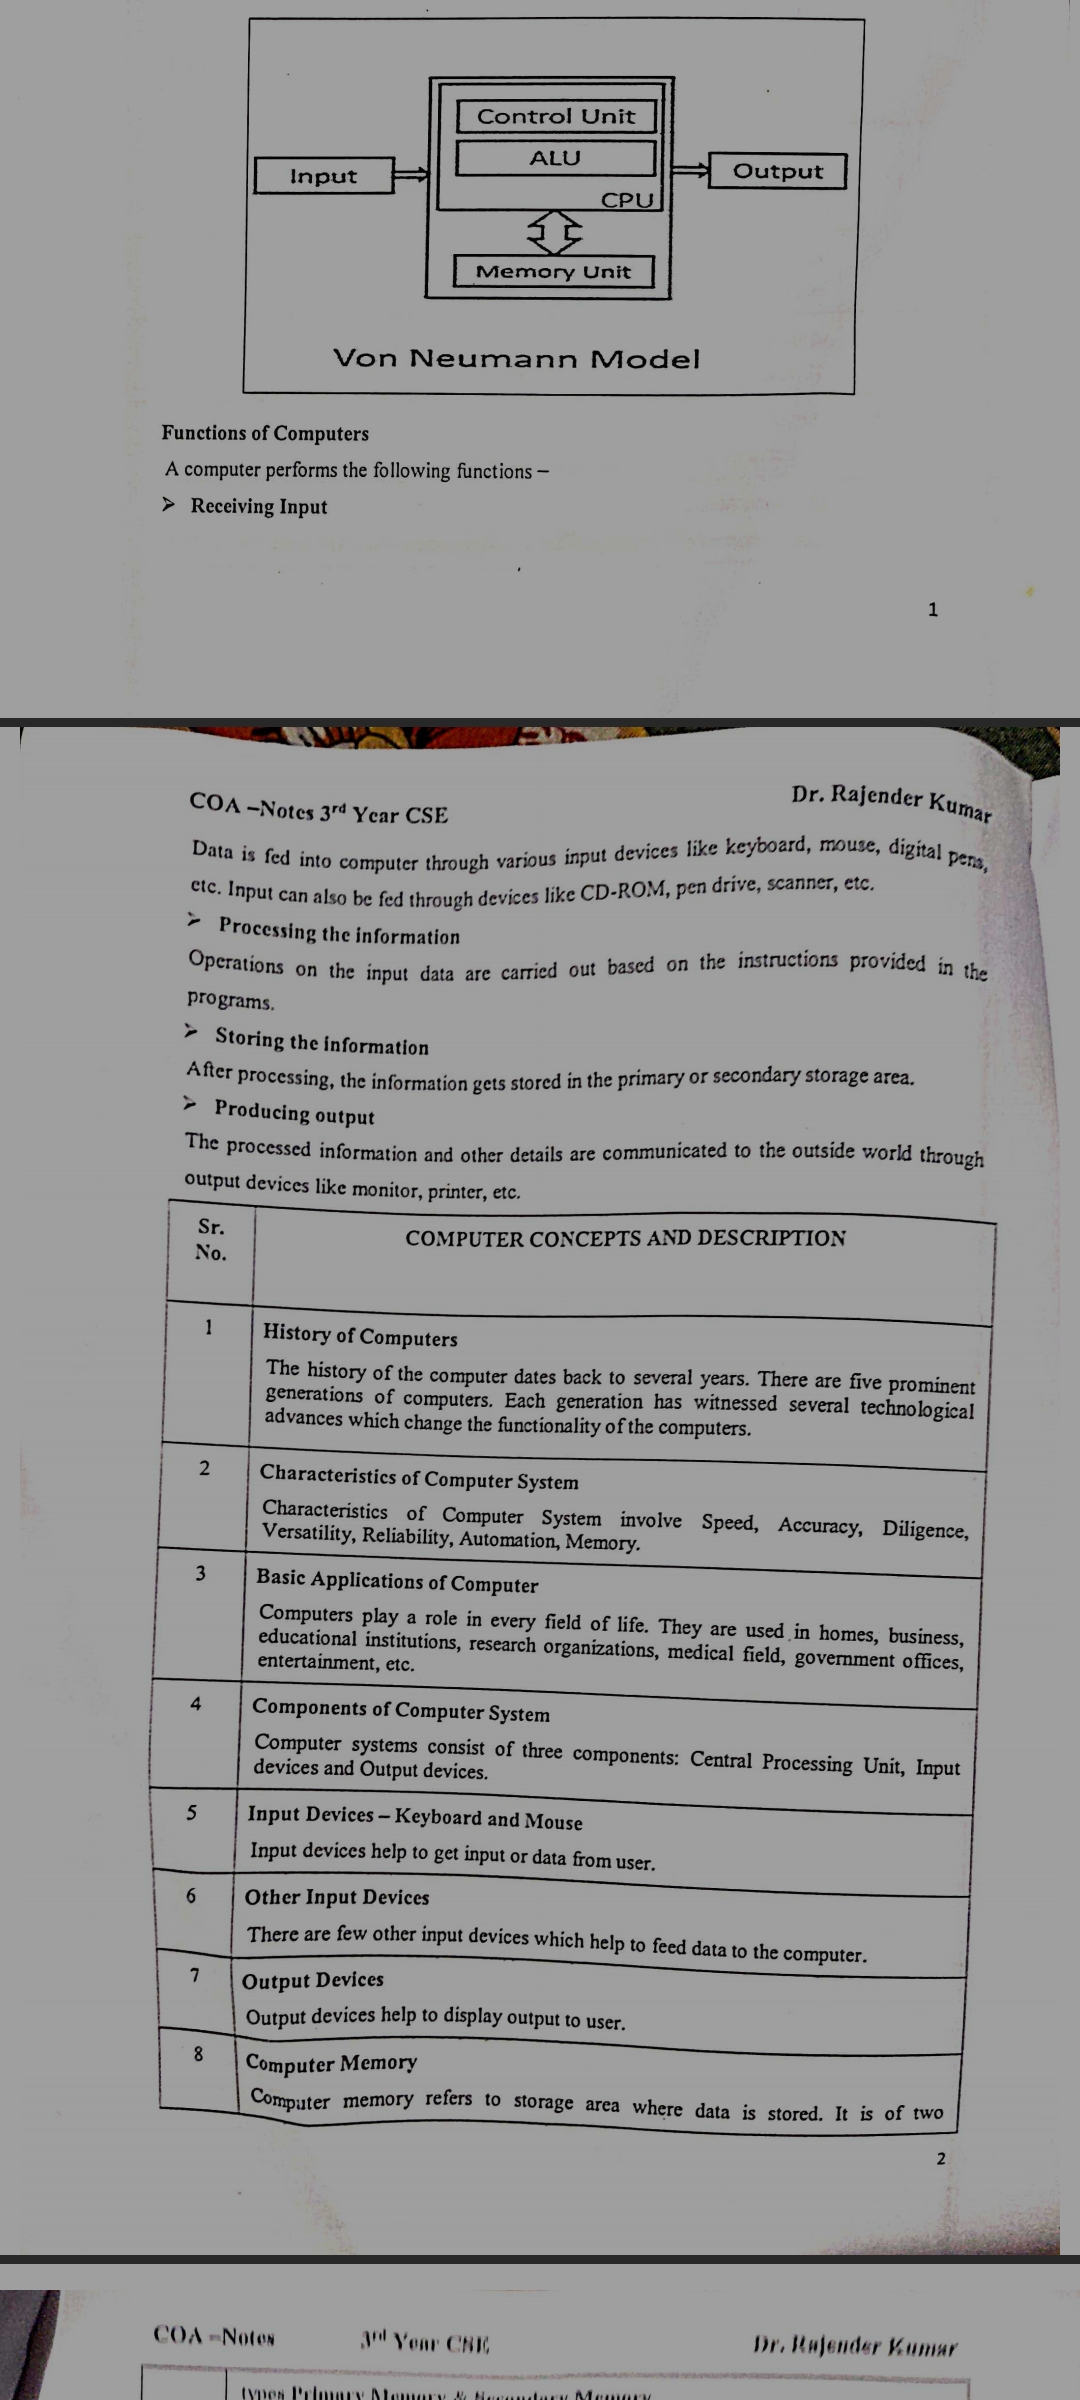 Control Unit
ALU
Input
Output
CPU
Memory Unit
Von Neumann Model
Functions of Computers
A computer performs the following functions –
➢ Receiving Input
1
COA –Notes 3rd Year CSE
Dr. Rajender Kumar
Data is fed into computer through various input devices like keyboard, mouse, digital pens,
etc. Input can also be fed through devices like CD-ROM, pen drive, scanner, etc.
➢ Processing the information
Operations on the input data are carried out based on the instructions provided in the
programs.
➢ Storing the information
After processing, the information gets stored in the primary or secondary storage area.
➢ Producing output
The processed information and other details are communicated to the outside world through
output devices like monitor, printer, etc.
Sr.
No.
COMPUTER CONCEPTS AND DESCRIPTION
1
History of Computers
The history of the computer dates back to several years. There are five prominent
generations of computers. Each generation has witnessed several technological
advances which change the functionality of the computers.
2
Characteristics of Computer System
Characteristics of Computer System involve Speed, Accuracy, Diligence,
Versatility, Reliability, Automation, Memory.
3
Basic Applications of Computer
Computers play a role in every field of life. They are used in homes, business,
educational institutions, research organizations, medical field, government offices,
entertainment, etc.
4
Components of Computer System
Computer systems consist of three components: Central Processing Unit, Input
devices and Output devices.
5
Input Devices – Keyboard and Mouse
Input devices help to get input or data from user.
6
Other Input Devices
There are few other input devices which help to feed data to the computer.
7
Output Devices
Output devices help to display output to user.
8
Computer Memory
Computer memory refers to storage area where data is stored. It is of two
2
COA –Notes 3rd Year CSE Dr. Rajender Kumar
types Primary Memory & Secondary Memory